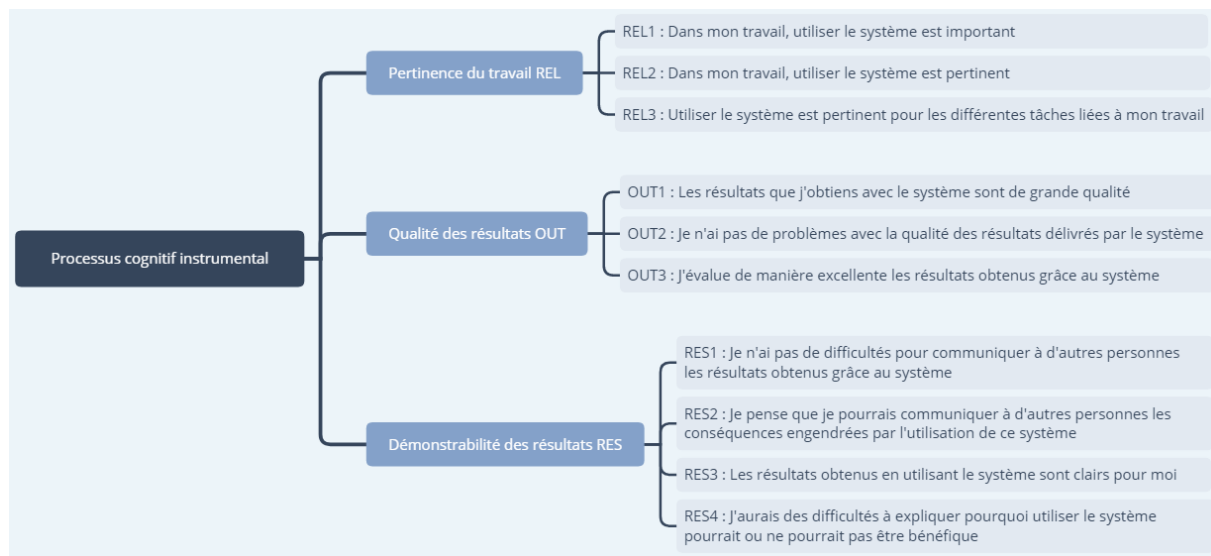 Pertinence du travail REL
REL1 : Dans mon travail, utiliser le système est important
REL2 : Dans mon travail, utiliser le système est pertinent
REL3 : Utiliser le système est pertinent pour les différentes tâches liées à mon travail
Processus cognitif instrumental
Qualité des résultats OUT
OUT1 : Les résultats que j'obtiens avec le système sont de grande qualité
OUT2 : Je n'ai pas de problèmes avec la qualité des résultats délivrés par le système
OUT3 : J'évalue de manière excellente les résultats obtenus grâce au système
Démonstrabilité des résultats RES
RES1 : Je n'ai pas de difficultés pour communiquer à d'autres personnes
les résultats obtenus grâce au système
RES2 : Je pense que je pourrais communiquer à d'autres personnes les
conséquences engendrées par l'utilisation de ce système
RES3 : Les résultats obtenus en utilisant le système sont clairs pour moi
RES4 : J'aurais des difficultés à expliquer pourquoi utiliser le système
pourrait ou ne pourrait pas être bénéfique